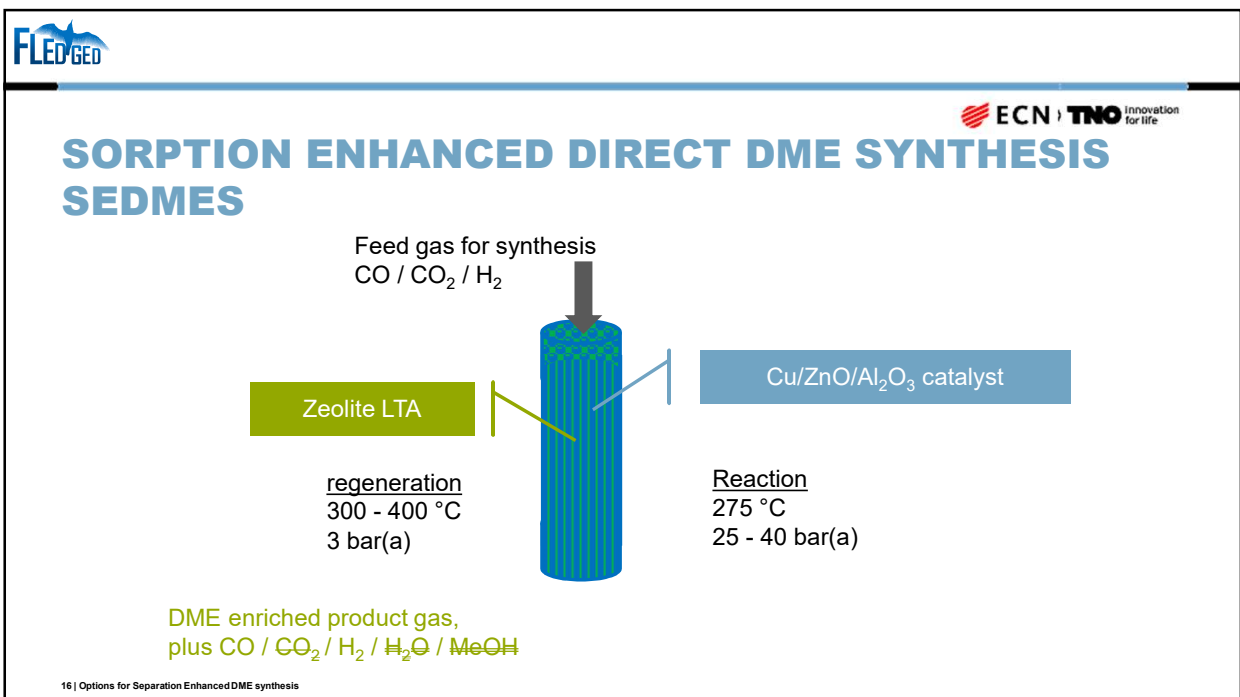 FLEDGED
ECN › TNO innovation for life
SORPTION ENHANCED DIRECT DME SYNTHESIS
SEDMES
Feed gas for synthesis
CO / CO₂ / H₂
Zeolite LTA
Cu/ZnO/Al₂O₃ catalyst
regeneration
300 - 400 °C
3 bar(a)
Reaction
275 °C
25 - 40 bar(a)
DME enriched product gas,
plus CO / CO₂ / H₂ / H₂O / MeOH
16 | Options for Separation Enhanced DME synthesis